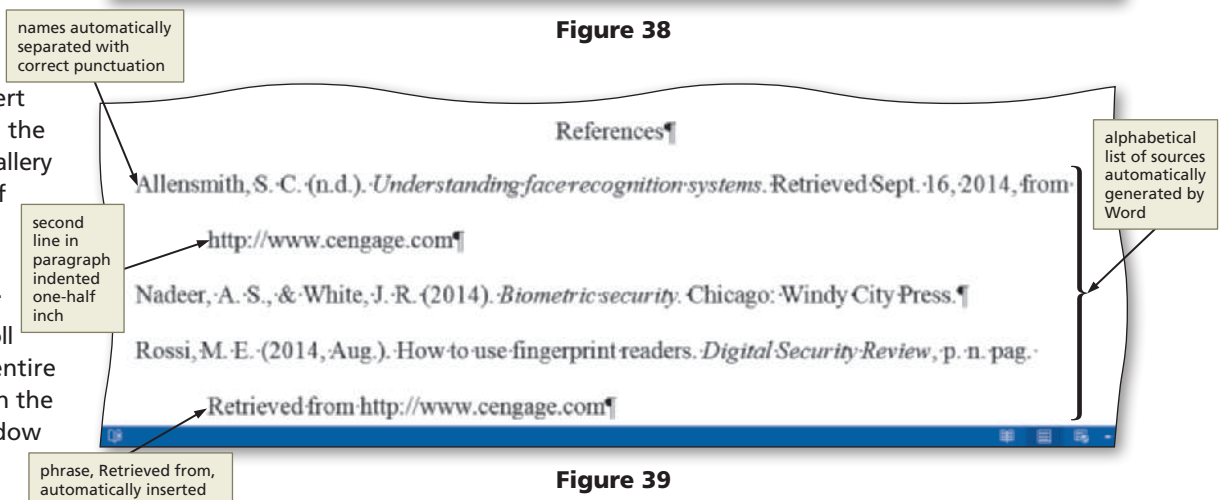 Figure 38
names automatically
separated with
correct punctuation
ert
the
allery
f
second
line in
paragraph
indented
one-half
inch
oll
entire
n the
dow
References¶
Allensmith,·S.·C.·(n.d.).·Understanding·face·recognition·systems.·Retrieved·Sept.·16,·2014,·from·
http://www.cengage.com¶
Nadeer,·A.·S.,·&·White,·J.·R.·(2014).·Biometric·security.·Chicago:·Windy·City·Press.¶
Rossi,·M.·E.·(2014,·Aug.).·How·to·use·fingerprint·readers.·Digital·Security·Review,·p.·n.·pag.·
Retrieved·from·http://www.cengage.com¶
alphabetical
list of sources
automatically
generated by
Word
phrase, Retrieved from,
automatically inserted
Figure 39